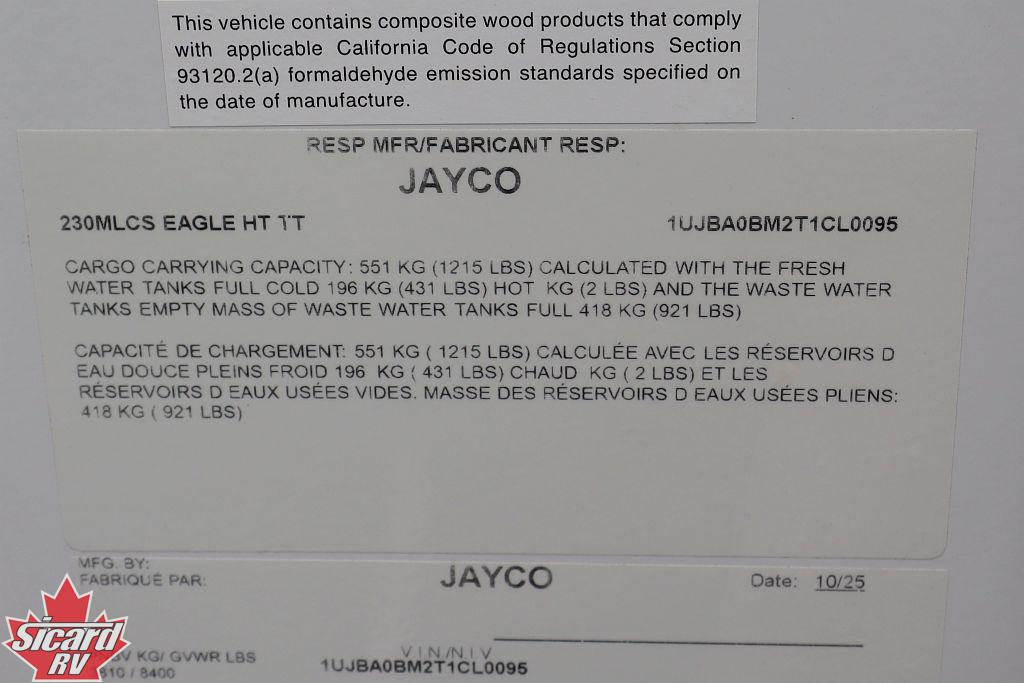 This vehicle contains composite wood products that comply
with applicable California Code of Regulations Section
93120.2(a) formaldehyde emission standards specified on
the date of manufacture.
RESP MFR/FABRICANT RESP:
JAYCO
230MLCS EAGLE HT TT 1UJBA0BM2T1CL0095
CARGO CARRYING CAPACITY: 551 KG (1215 LBS) CALCULATED WITH THE FRESH
WATER TANKS FULL COLD 196 KG (431 LBS) HOT KG (2 LBS) AND THE WASTE WATER
TANKS EMPTY MASS OF WASTE WATER TANKS FULL 418 KG (921 LBS)
CAPACITÉ DE CHARGEMENT: 551 KG ( 1215 LBS) CALCULÉE AVEC LES RÉSERVOIRS D
EAU DOUCE PLEINS FROID 196 KG ( 431 LBS) CHAUD KG ( 2 LBS) ET LES
RÉSERVOIRS D EAUX USÉES VIDES. MASSE DES RÉSERVOIRS D EAUX USÉES PLIENS:
418 KG ( 921 LBS)
MFG. BY:
FABRIQUÉ PAR: JAYCO Date: 10/25
V.I.N./N.I.V
KG/ GVWR LBS 1UJBA0BM2T1CL0095
/ 8400
Sicard
RV